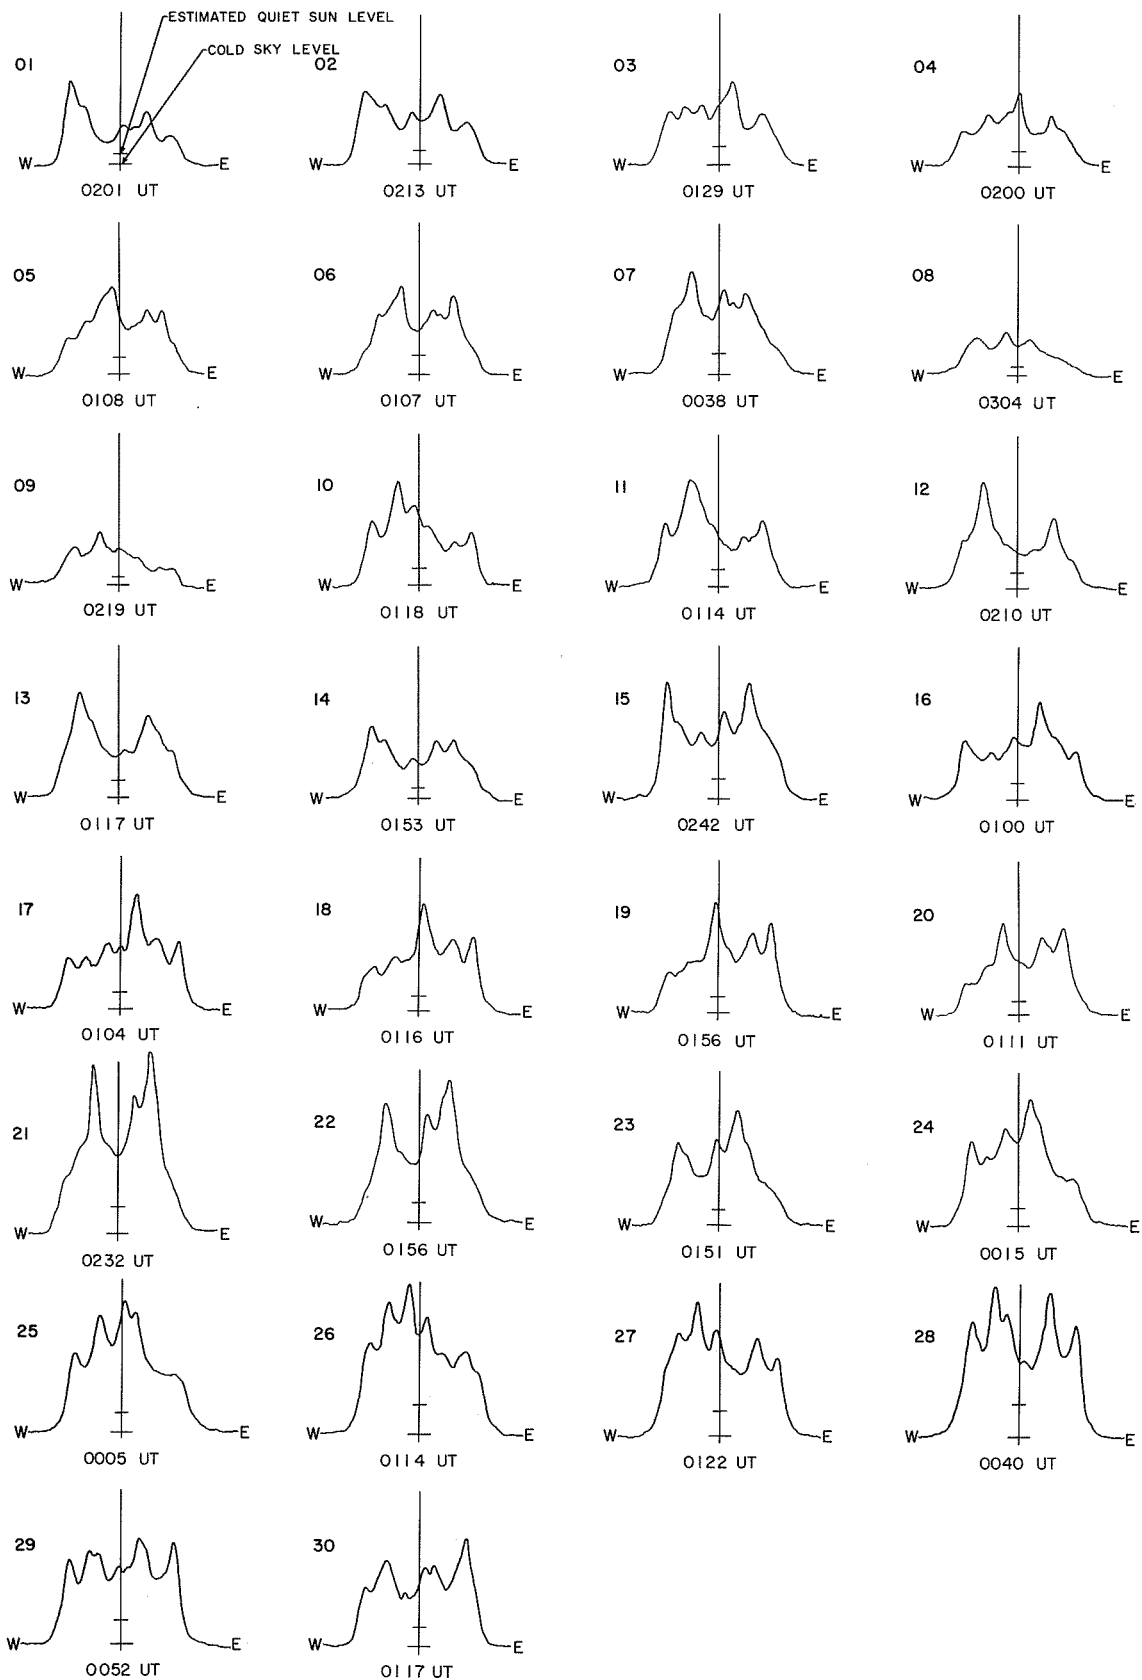 ESTIMATED QUIET SUN LEVEL
COLD SKY LEVEL
01 02 03 04
W E W E W E W E
0201 UT 0213 UT 0129 UT 0200 UT
05 06 07 08
W E W E W E W E
0108 UT 0107 UT 0038 UT 0304 UT
09 10 11 12
W E W E W E W E
0219 UT 0118 UT 0114 UT 0210 UT
13 14 15 16
W E W E W E W E
0117 UT 0153 UT 0242 UT 0100 UT
17 18 19 20
W E W E W E W E
0104 UT 0116 UT 0156 UT 0111 UT
21 22 23 24
W E W E W E W E
0232 UT 0156 UT 0151 UT 0015 UT
25 26 27 28
W E W E W E W E
0005 UT 0114 UT 0122 UT 0040 UT
29 30
W E W E
0052 UT 0117 UT